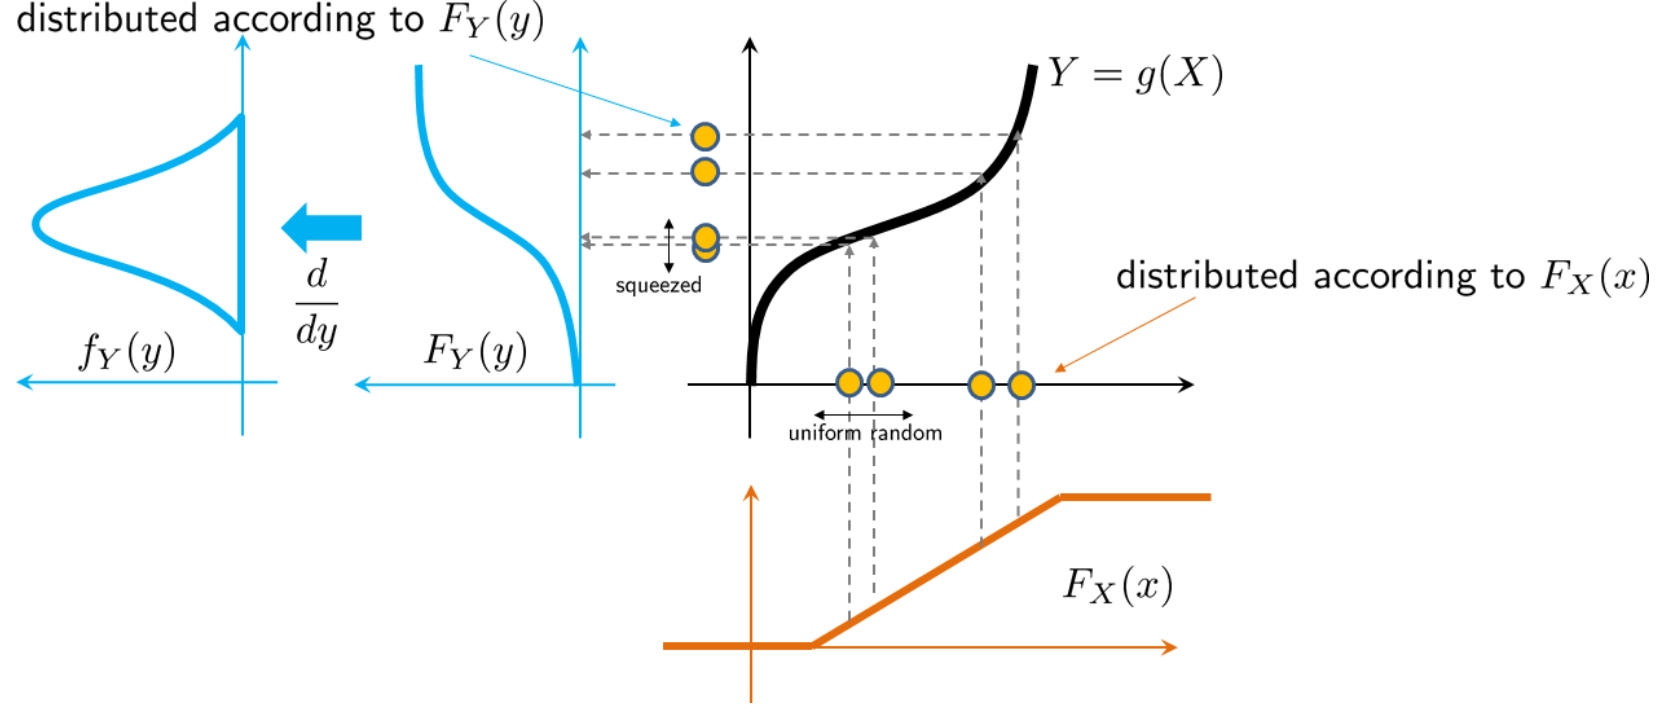 distributed according to F_Y(y)
Y = g(X)
squeezed
distributed according to F_X(x)
d
dy
f_Y(y)
F_Y(y)
uniform random
F_X(x)